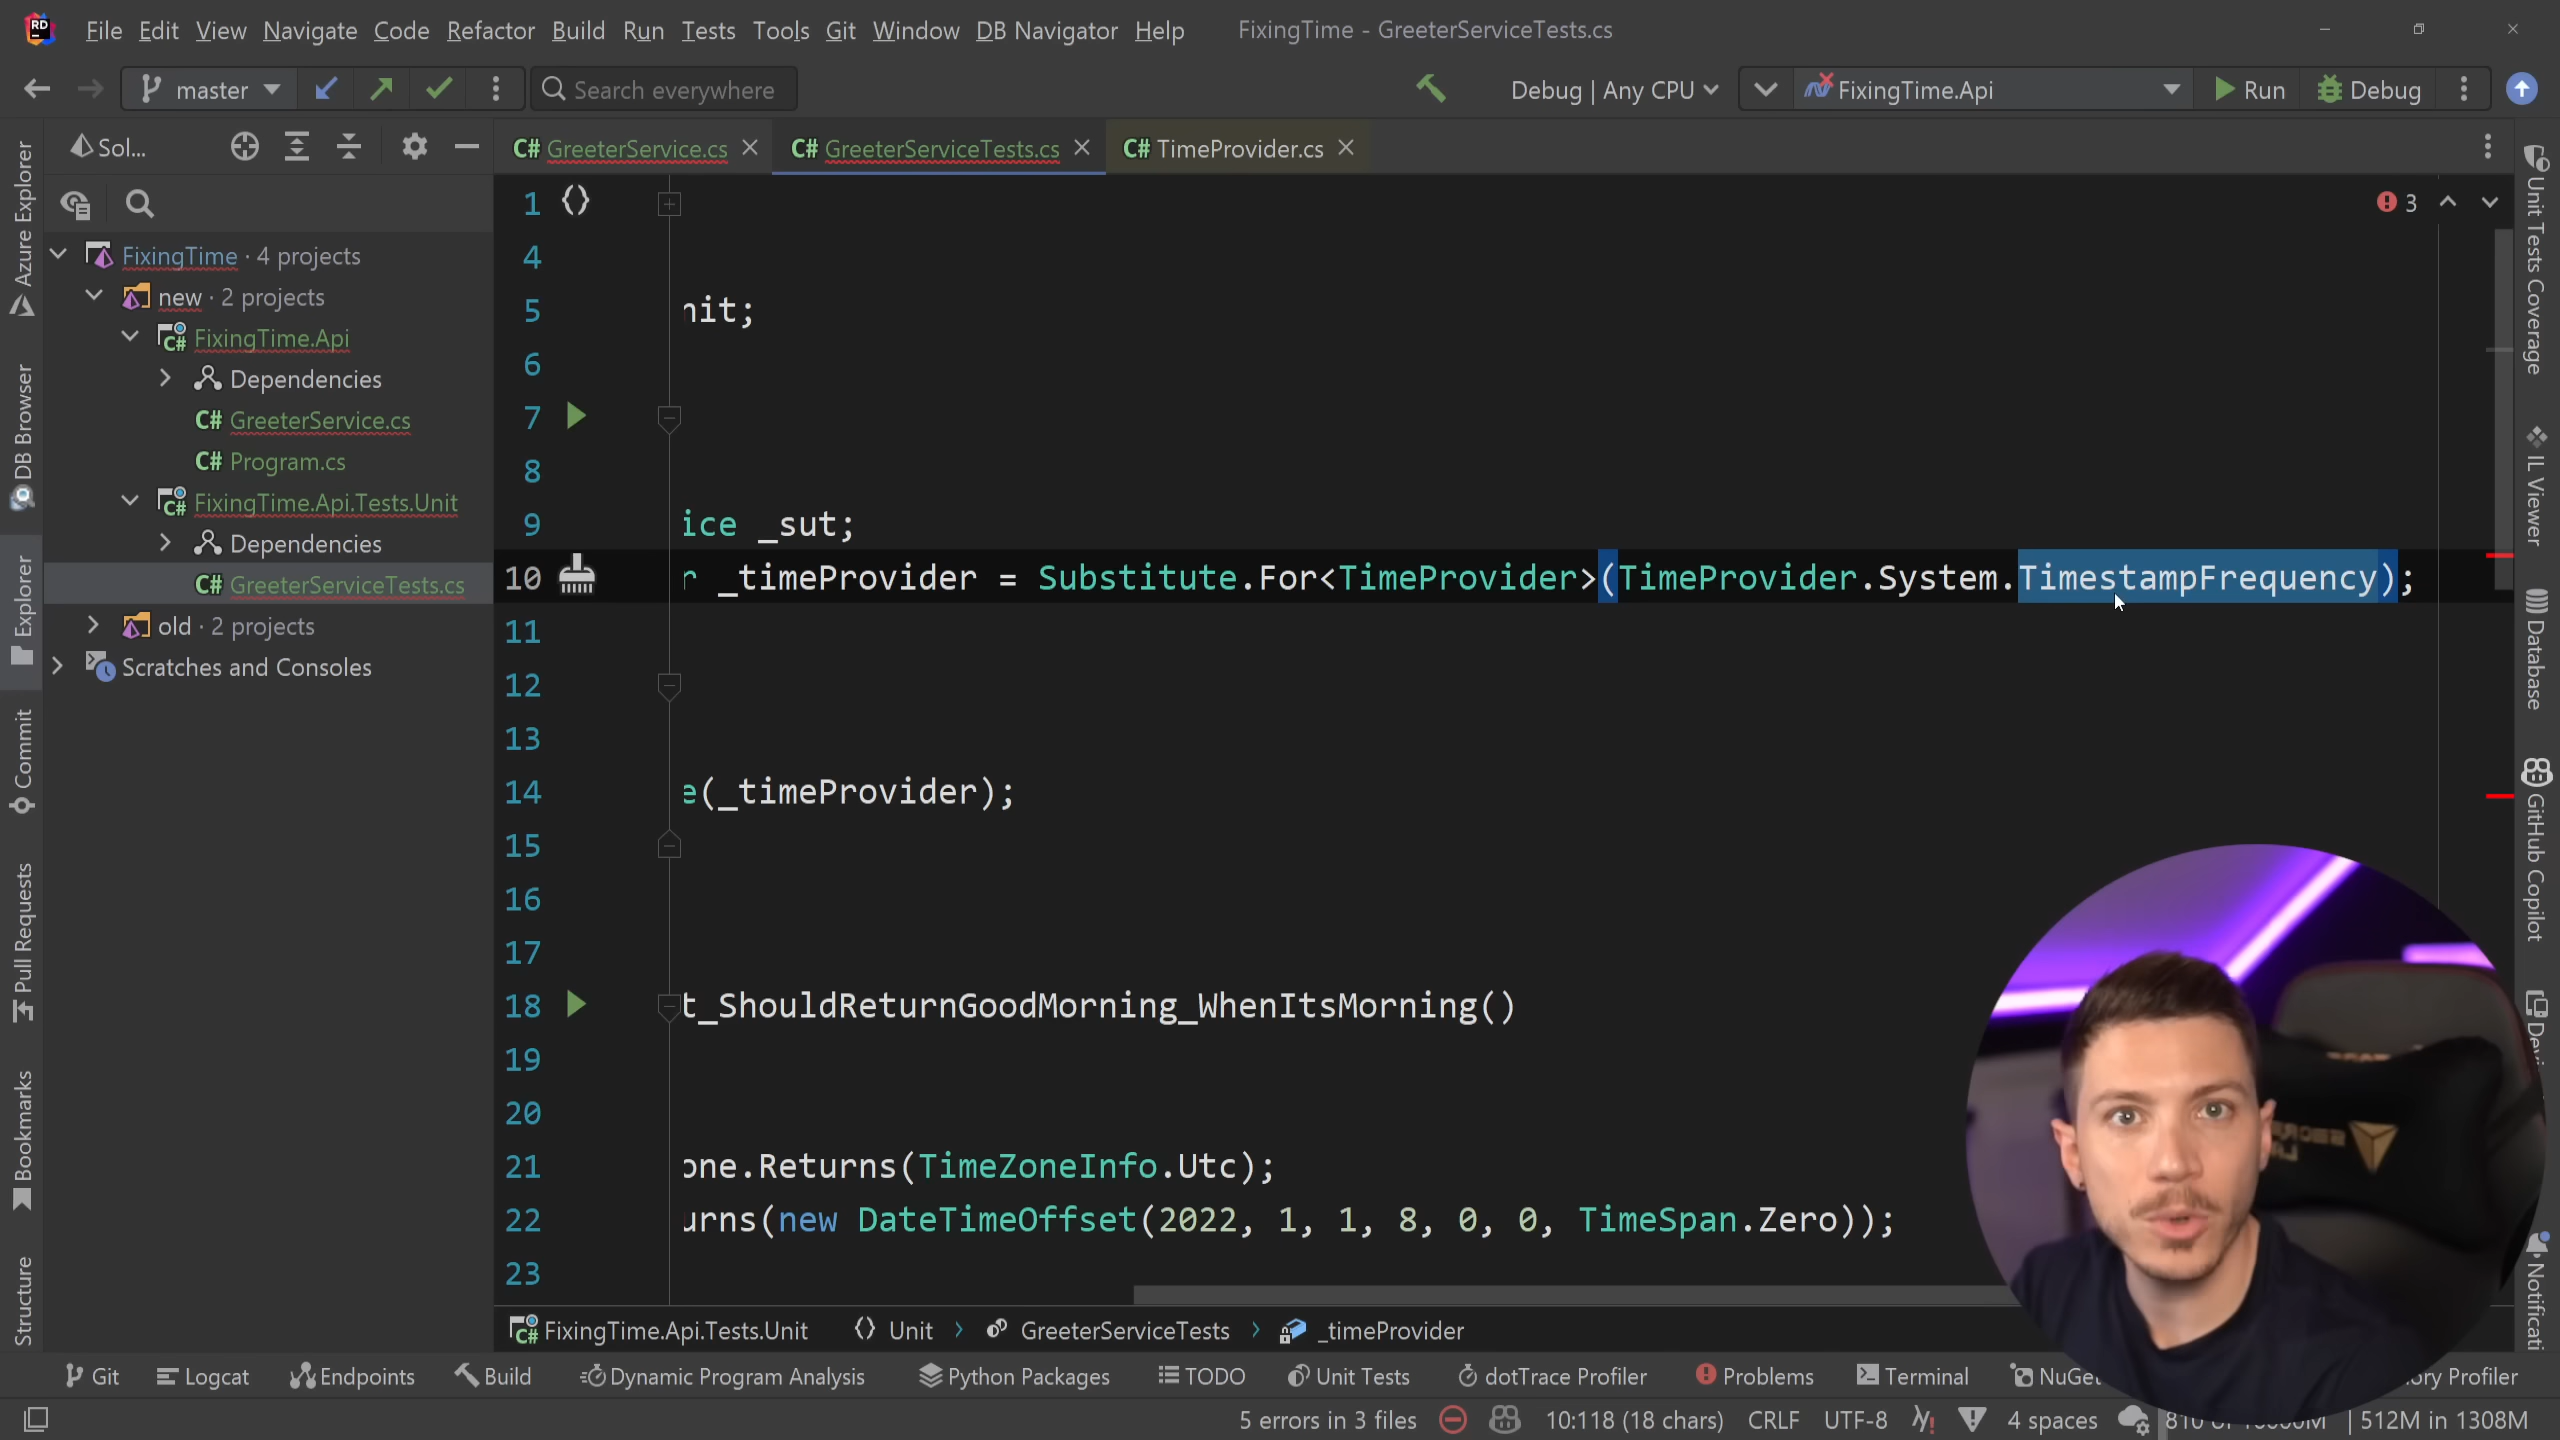 RD
File Edit View Navigate Code Refactor Build Run Tests Tools Git Window DB Navigator Help
FixingTime - GreeterServiceTests.cs
master
Search everywhere
Debug | Any CPU
FixingTime.Api
Run
Debug
Sol...
C# GreeterService.cs
C# GreeterServiceTests.cs
C# TimeProvider.cs
Azure Explorer
DB Browser
Explorer
Commit
Pull Requests
Bookmarks
Structure
FixingTime · 4 projects
new · 2 projects
C# FixingTime.Api
Dependencies
C# GreeterService.cs
C# Program.cs
C# FixingTime.Api.Tests.Unit
Dependencies
C# GreeterServiceTests.cs
old · 2 projects
Scratches and Consoles
3
1
4
5 nit;
6
7
8
9 ice _sut;
10 r _timeProvider = Substitute.For<TimeProvider>(TimeProvider.System.TimestampFrequency);
11
12
13
14 e(_timeProvider);
15
16
17
18 t_ShouldReturnGoodMorning_WhenItsMorning()
19
20
21 one.Returns(TimeZoneInfo.Utc);
22 urns(new DateTimeOffset(2022, 1, 1, 8, 0, 0, TimeSpan.Zero));
23
Unit Tests Coverage
IL Viewer
Database
GitHub Copilot
Notificati
C# FixingTime.Api.Tests.Unit
Unit
GreeterServiceTests
_timeProvider
Git
Logcat
Endpoints
Build
Dynamic Program Analysis
Python Packages
TODO
Unit Tests
dotTrace Profiler
Problems
Terminal
NuGet
ory Profiler
5 errors in 3 files
10:118 (18 chars)
CRLF
UTF-8
4 spaces
512M in 1308M